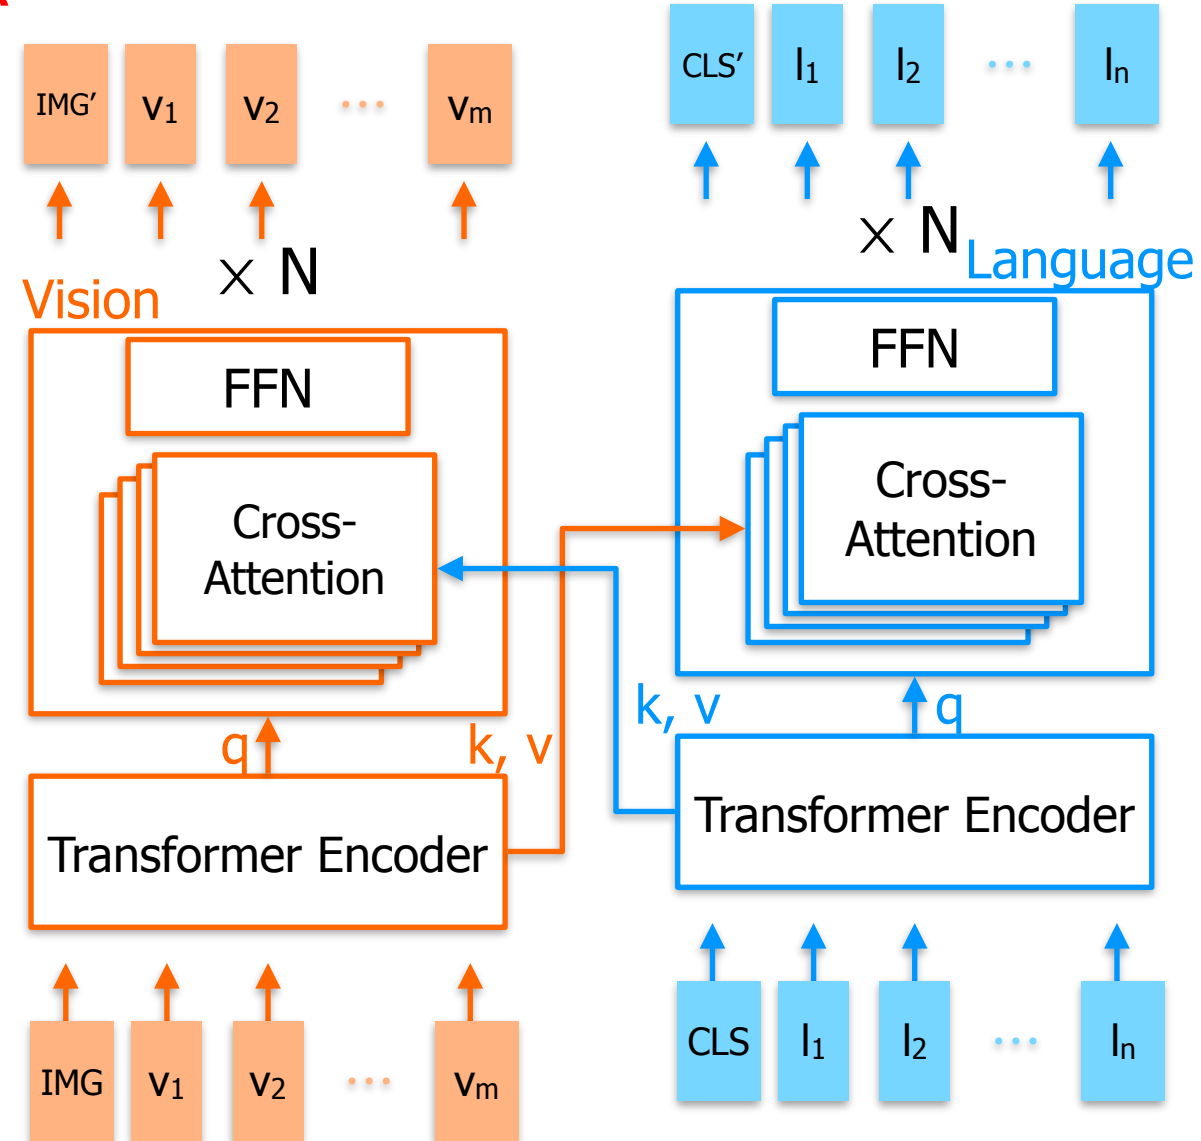 IMG′ v1 v2 ... vm
× N
Vision
FFN
Cross-
Attention
q
k, v
Transformer Encoder
IMG v1 v2 ... vm
CLS′ l1 l2 ... ln
× N
Language
FFN
Cross-
Attention
k, v
q
Transformer Encoder
CLS l1 l2 ... ln